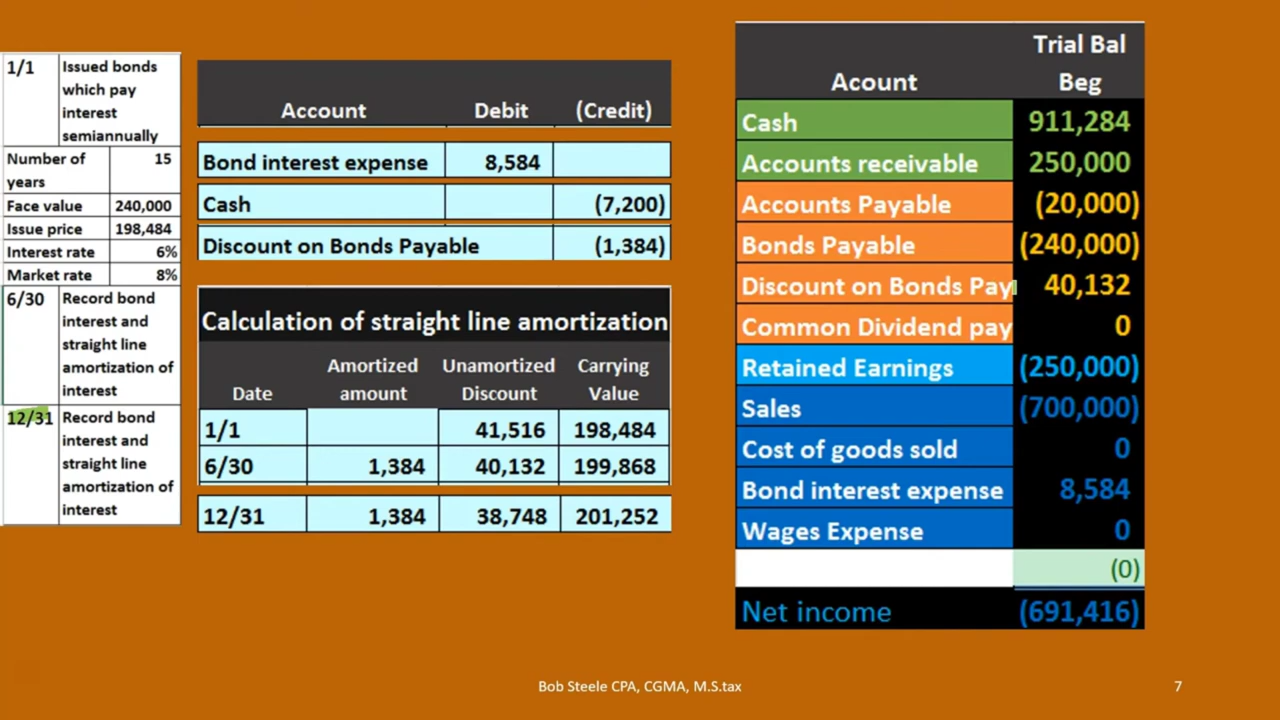 1/1 Issued bonds
which pay
interest
semiannually
Number of
years 15
Face value 240,000
Issue price 198,484
Interest rate 6%
Market rate 8%
6/30 Record bond
interest and
straight line
amortization of
interest
12/31 Record bond
interest and
straight line
amortization of
interest
Account Debit (Credit)
Bond interest expense 8,584
Cash (7,200)
Discount on Bonds Payable (1,384)
Calculation of straight line amortization
Amortized Unamortized Carrying
Date amount Discount Value
1/1 41,516 198,484
6/30 1,384 40,132 199,868
12/31 1,384 38,748 201,252
Trial Bal
Acount Beg
Cash 911,284
Accounts receivable 250,000
Accounts Payable (20,000)
Bonds Payable (240,000)
Discount on Bonds Pay 40,132
Common Dividend pay 0
Retained Earnings (250,000)
Sales (700,000)
Cost of goods sold 0
Bond interest expense 8,584
Wages Expense 0
(0)
Net income (691,416)
Bob Steele CPA, CGMA, M.S.tax
7